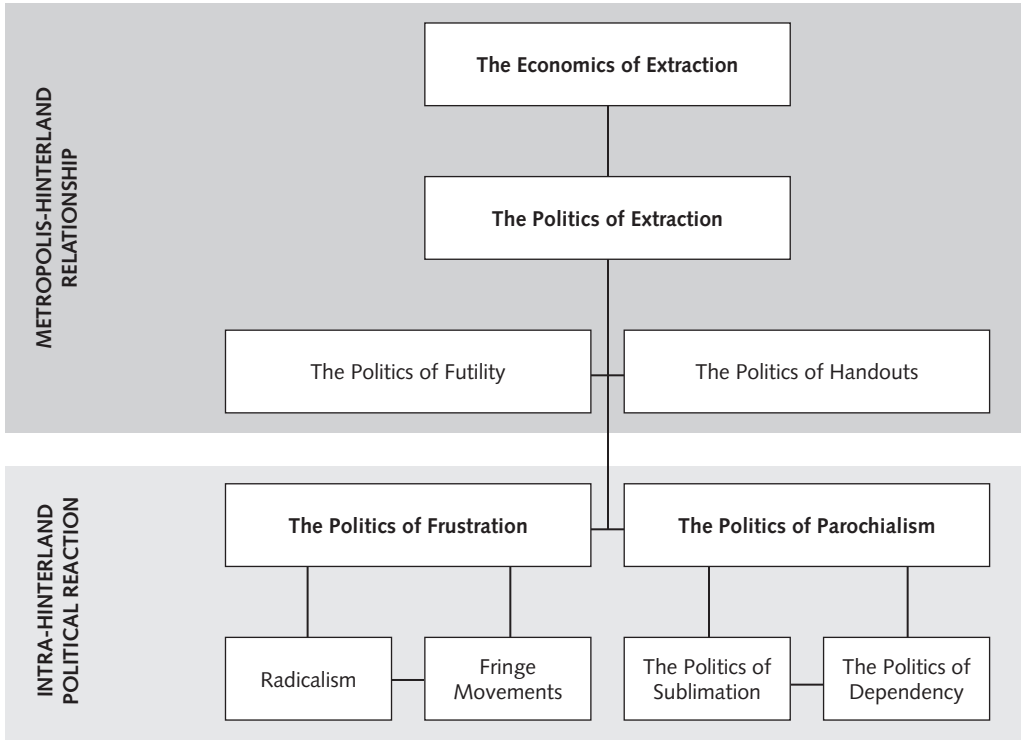 METROPOLIS-HINTERLAND
RELATIONSHIP
The Economics of Extraction
The Politics of Extraction
The Politics of Futility
The Politics of Handouts
INTRA-HINTERLAND
POLITICAL REACTION
The Politics of Frustration
The Politics of Parochialism
Radicalism
Fringe
Movements
The Politics of
Sublimation
The Politics of
Dependency